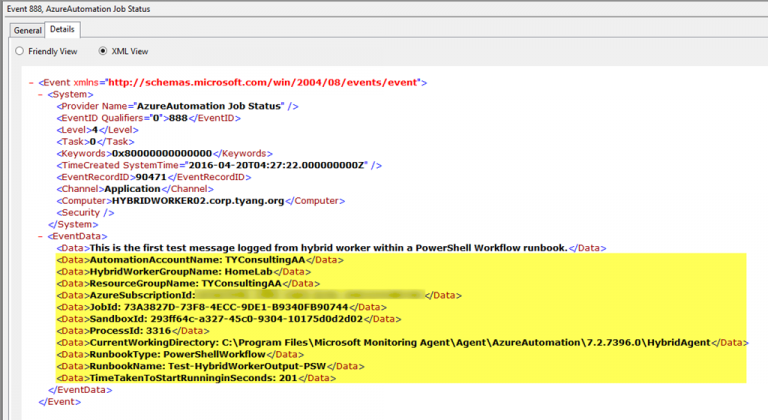 Event 888, AzureAutomation Job Status
General Details
Friendly View XML View
- <Event xmlns="http://schemas.microsoft.com/win/2004/08/events/event">
- <System>
<Provider Name="AzureAutomation Job Status" />
<EventID Qualifiers="0">888</EventID>
<Level>4</Level>
<Task>0</Task>
<Keywords>0x80000000000000</Keywords>
<TimeCreated SystemTime="2016-04-20T04:27:22.000000000Z" />
<EventRecordID>90471</EventRecordID>
<Channel>Application</Channel>
<Computer>HYBRIDWORKER02.corp.tyang.org</Computer>
<Security />
</System>
- <EventData>
<Data>This is the first test message logged from hybrid worker within a PowerShell Workflow runbook.</Data>
<Data>AutomationAccountName: TYConsultingAA</Data>
<Data>HybridWorkerGroupName: HomeLab</Data>
<Data>ResourceGroupName: TYConsultingAA</Data>
<Data>AzureSubscriptionId: </Data>
<Data>JobId: 73A3827D-73F8-4ECC-9DE1-B9340FB90744</Data>
<Data>SandboxId: 293ff64c-a327-45c0-9304-10175d0d2d02</Data>
<Data>ProcessId: 3316</Data>
<Data>CurrentWorkingDirectory: C:\Program Files\Microsoft Monitoring Agent\Agent\AzureAutomation\7.2.7396.0\HybridAgent</Data>
<Data>RunbookType: PowerShellWorkflow</Data>
<Data>RunbookName: Test-HybridWorkerOutput-PSW</Data>
<Data>TimeTakenToStartRunninginSeconds: 201</Data>
</EventData>
</Event>